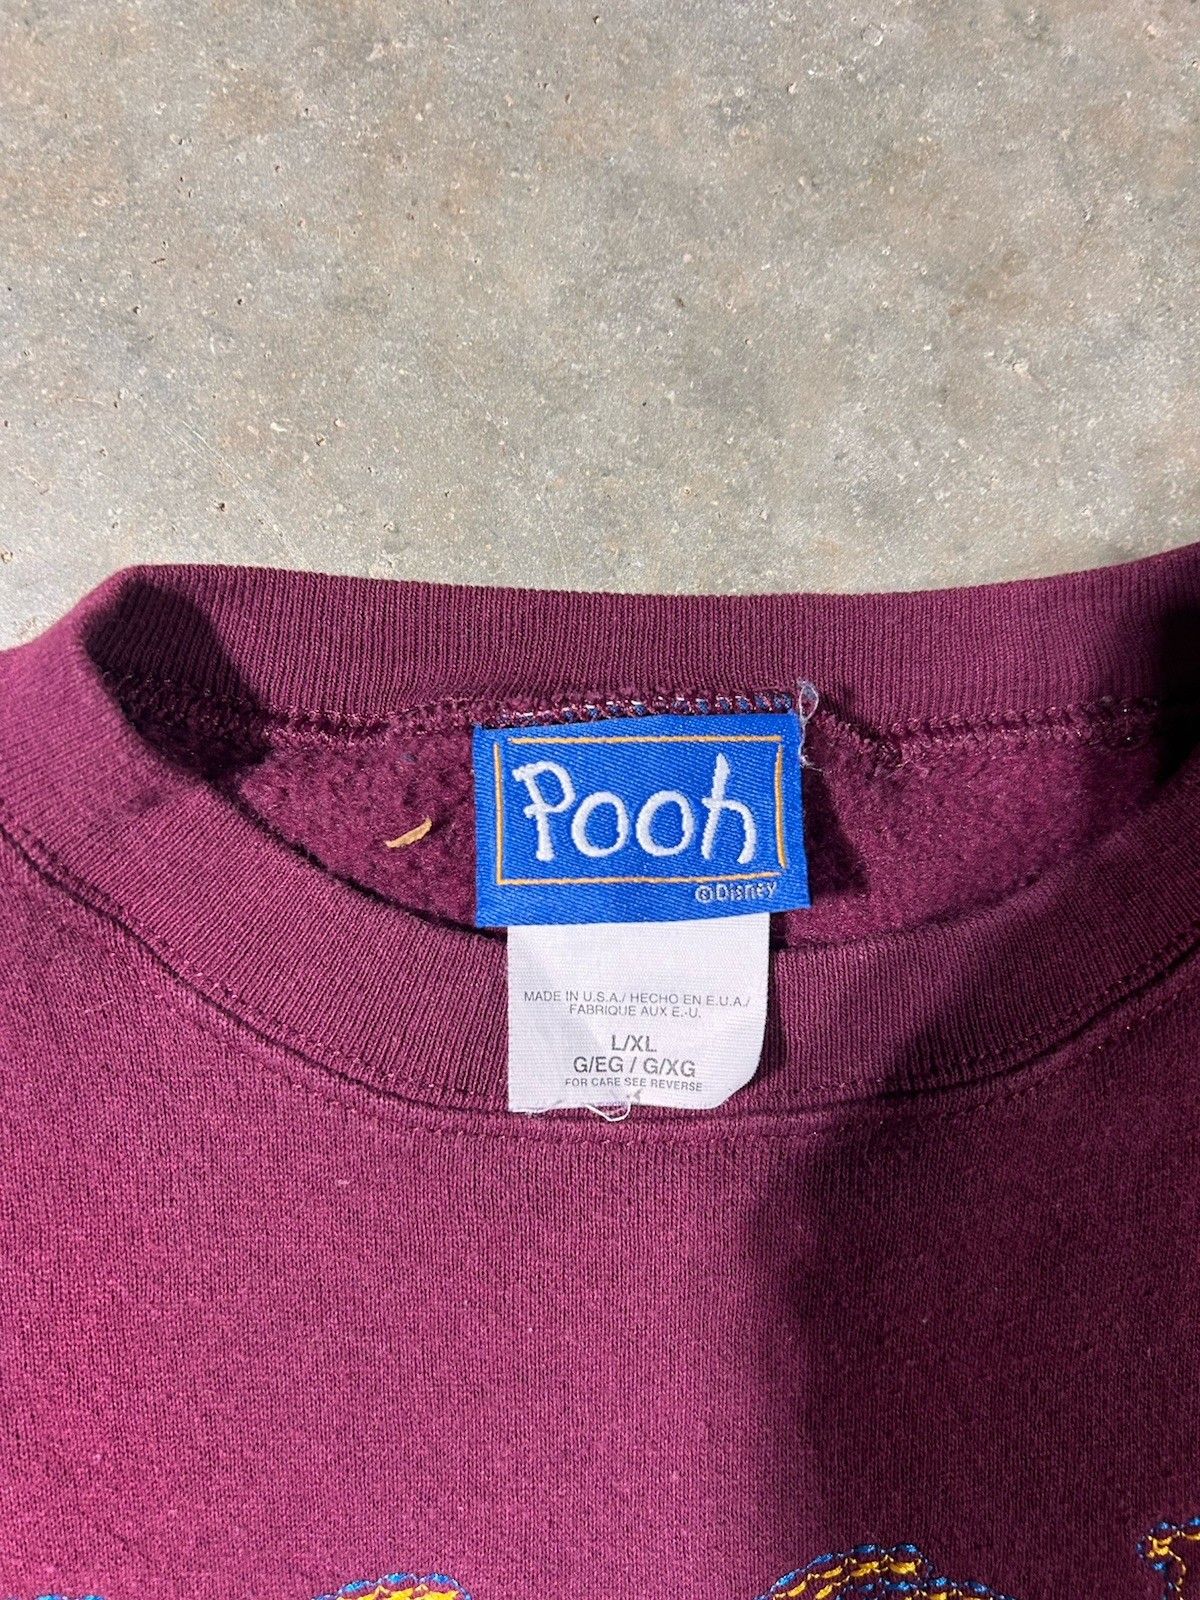 Pooh
©Disney
MADE IN U.S.A./ HECHO EN E.U.A./
FABRIQUE AUX E.-U.
L/XL
G/EG / G/XG
FOR CARE SEE REVERSE